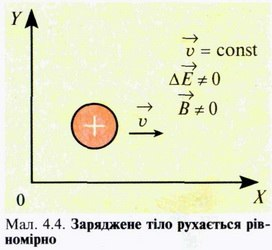 Y
v⃗ = const
ΔE⃗ ≠ 0
B⃗ ≠ 0
+
v⃗
0
X
Мал. 4.4. Заряджене тіло рухається рів-
номірно